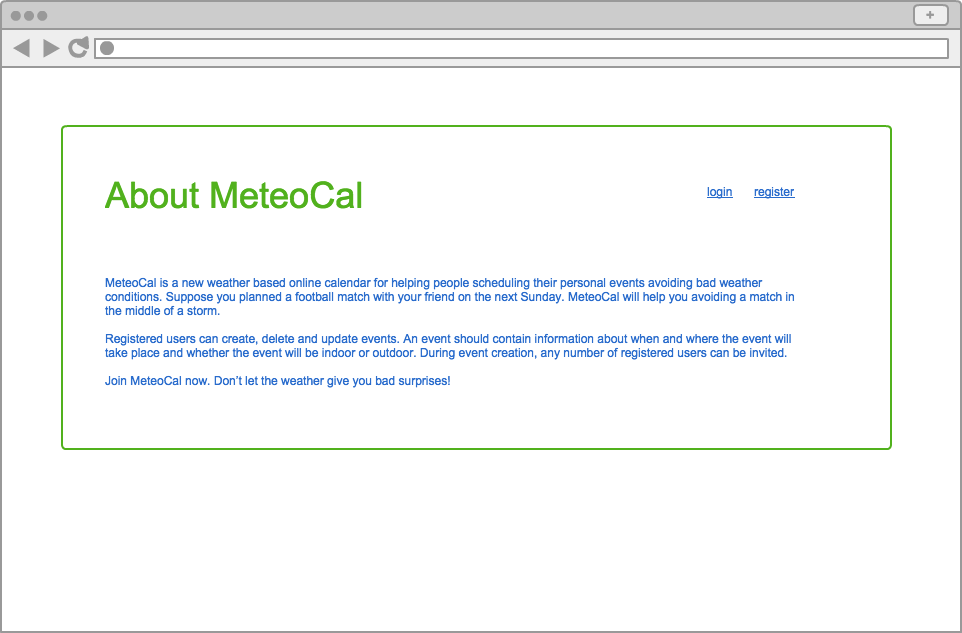 About MeteoCal
login register
MeteoCal is a new weather based online calendar for helping people scheduling their personal events avoiding bad weather
conditions. Suppose you planned a football match with your friend on the next Sunday. MeteoCal will help you avoiding a match in
the middle of a storm.
Registered users can create, delete and update events. An event should contain information about when and where the event will
take place and whether the event will be indoor or outdoor. During event creation, any number of registered users can be invited.
Join MeteoCal now. Don’t let the weather give you bad surprises!